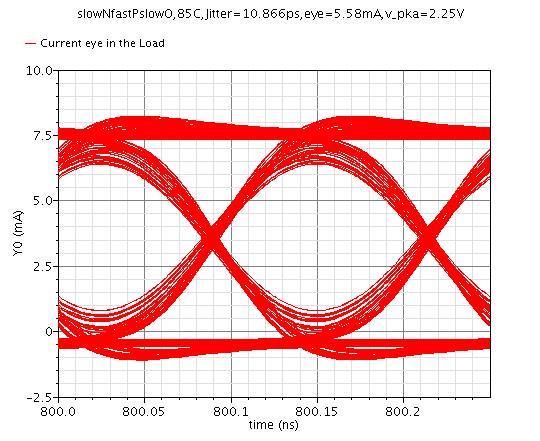 slowNfastPslowO,85C,Jitter=10.866ps,eye=5.58mA,v_pka=2.25V
Current eye in the Load
10.0
7.5
5.0
2.5
0
-2.5
Y0 (mA)
800.0 800.05 800.1 800.15 800.2
time (ns)